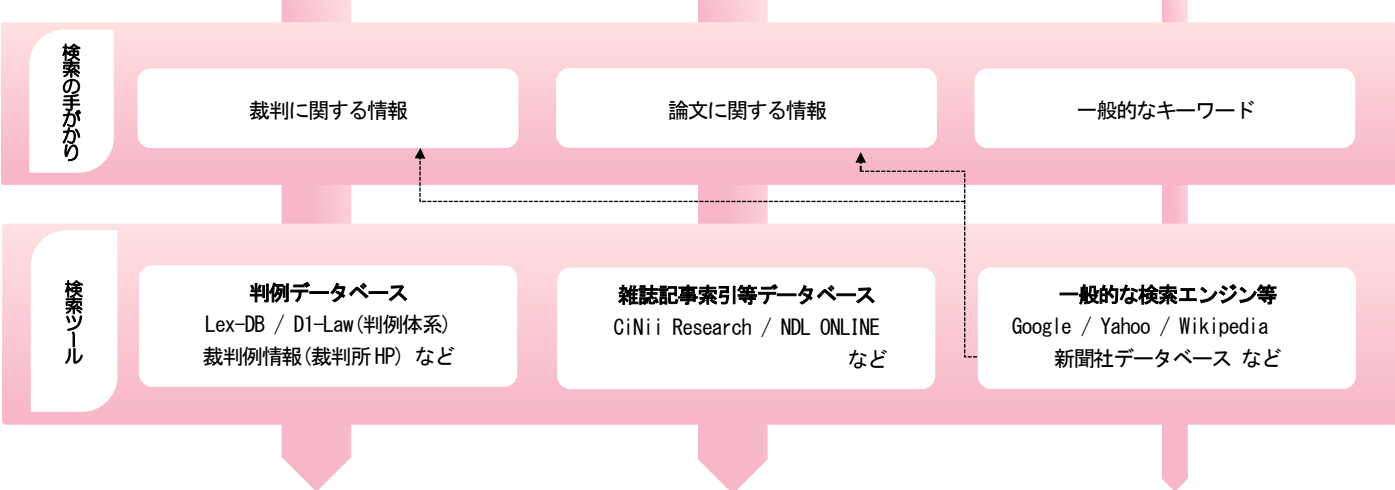 検索の手がかり
裁判に関する情報
論文に関する情報
一般的なキーワード
検索ツール
判例データベース
Lex-DB / D1-Law(判例体系)
裁判例情報(裁判所HP) など
雑誌記事索引等データベース
CiNii Research / NDL ONLINE
など
一般的な検索エンジン等
Google / Yahoo / Wikipedia
新聞社データベース など